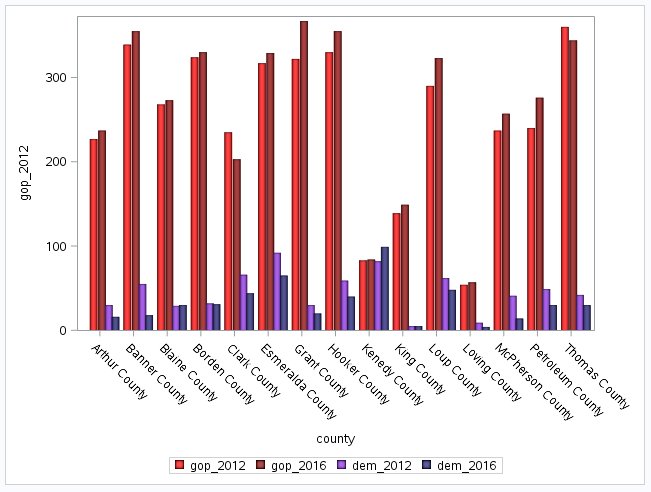 gop_2012
300
200
100
0
Arthur County
Banner County
Blaine County
Borden County
Clark County
Esmeralda County
Grant County
Hooker County
Kenedy County
King County
Loup County
Loving County
McPherson County
Petroleum County
Thomas County
county
gop_2012 gop_2016 dem_2012 dem_2016